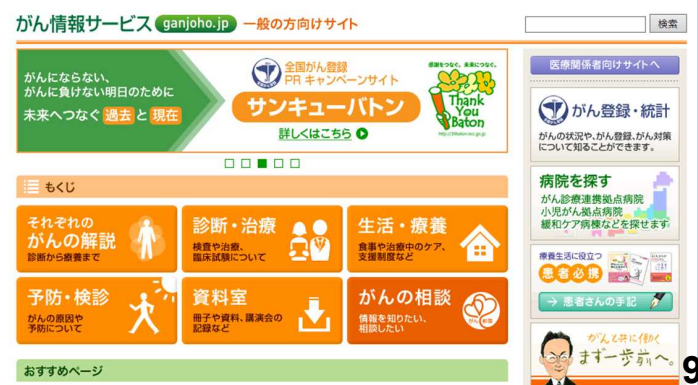 がん情報サービス ganjoho.jp 一般の方向けサイト
検索
がんにならない、
がんに負けない明日のために
未来へつなぐ 過去 と 現在
全国がん登録
PR キャンペーンサイト
サンキューバトン
詳しくはこちら
感謝をつなぐ、未来につなぐ。
Thank
You
Baton
医療関係者向けサイトへ
がん登録・統計
がんの状況や、がん登録、がん対策
について知ることができます。
病院を探す
がん診療連携拠点病院
小児がん拠点病院
緩和ケア病棟などを探せます
療養生活に役立つ
患者必携
患者さんの手記
がんと共に働く
まず一歩前へ。
もくじ
それぞれの
がんの解説
診断から療養まで
診断・治療
検査や治療、
臨床試験について
生活・療養
食事や治療中のケア、
支援制度など
予防・検診
がんの原因や
予防について
資料室
冊子や資料、講演会の
記録など
がんの相談
情報を知りたい、
相談したい
おすすめページ
9